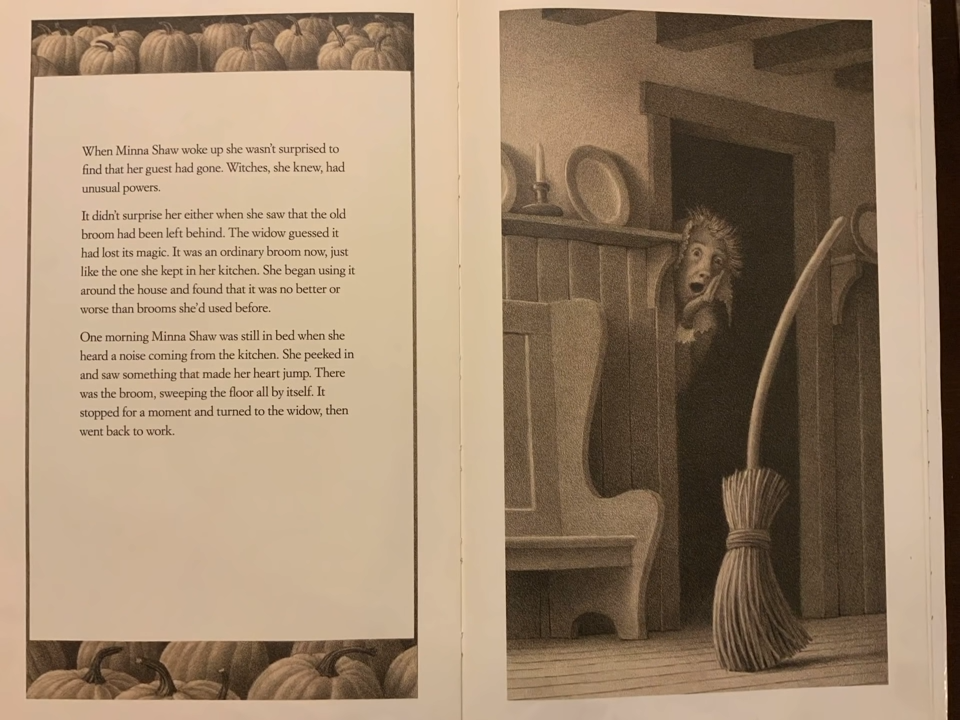 When Minna Shaw woke up she wasn't surprised to
find that her guest had gone. Witches, she knew, had
unusual powers.
It didn't surprise her either when she saw that the old
broom had been left behind. The widow guessed it
had lost its magic. It was an ordinary broom now, just
like the one she kept in her kitchen. She began using it
around the house and found that it was no better or
worse than brooms she'd used before.
One morning Minna Shaw was still in bed when she
heard a noise coming from the kitchen. She peeked in
and saw something that made her heart jump. There
was the broom, sweeping the floor all by itself. It
stopped for a moment and turned to the widow, then
went back to work.